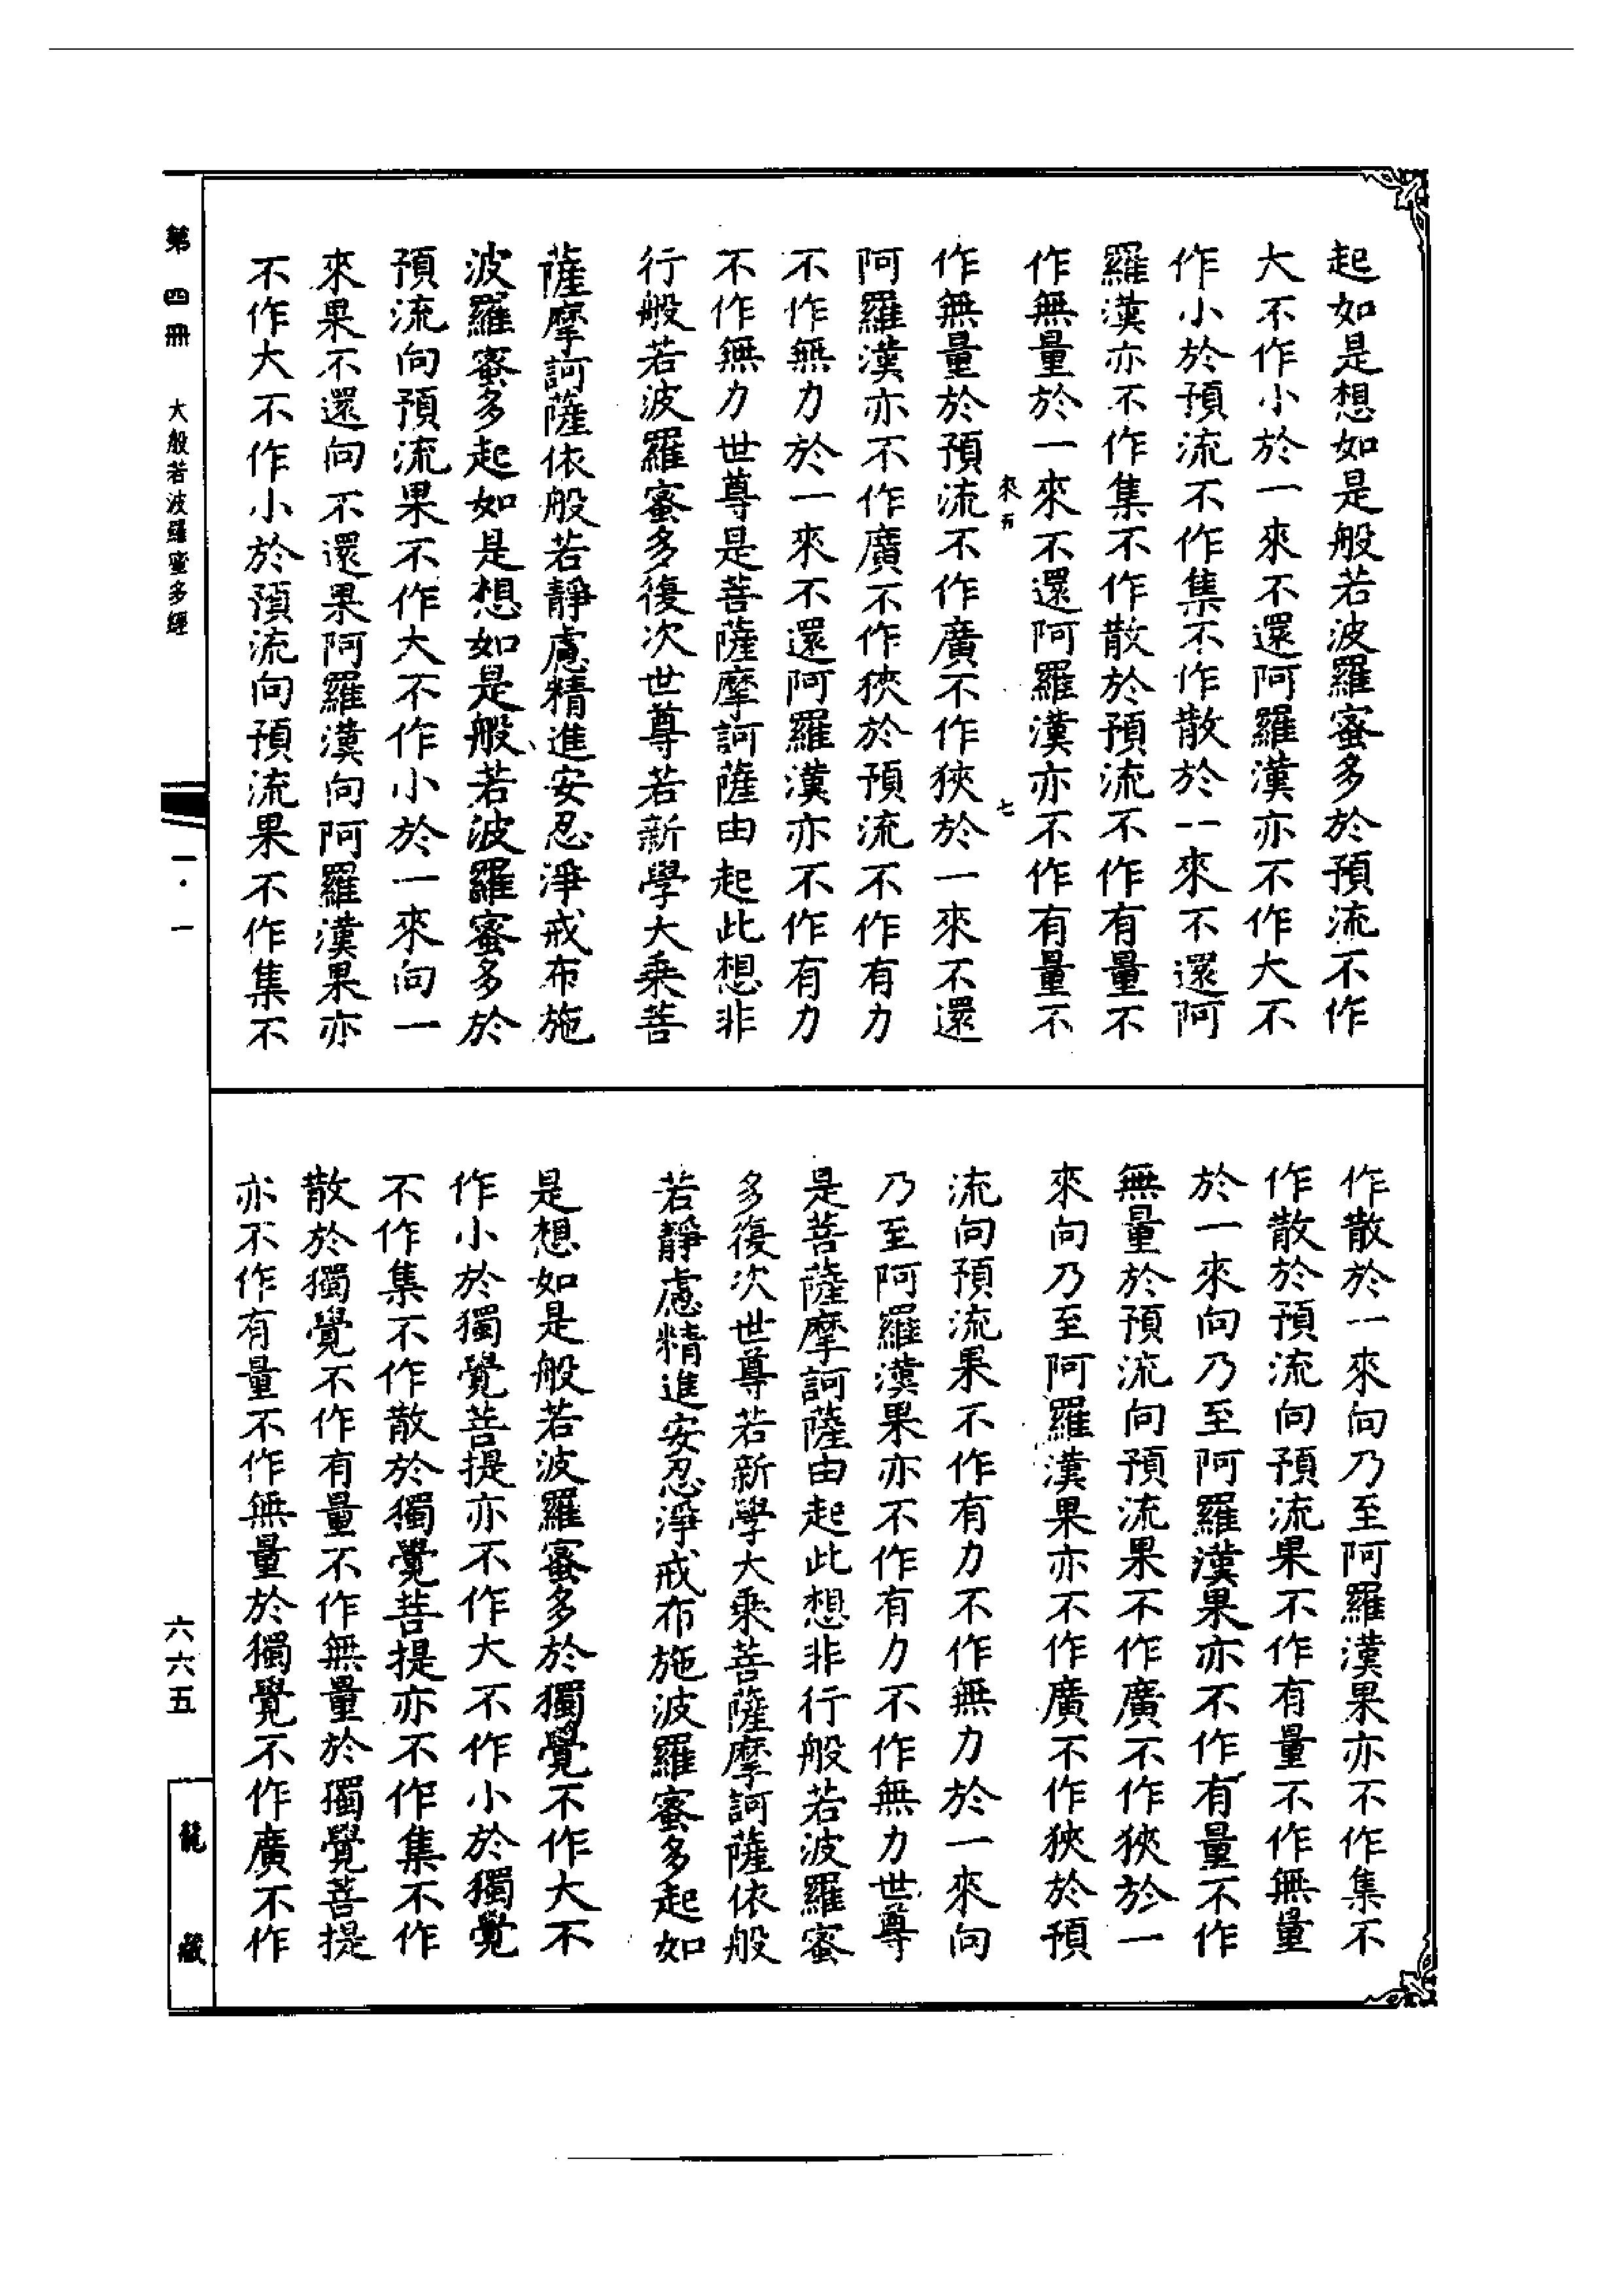 起如是想如是般若波羅蜜多於預流不作
大不作小於一來不還阿羅漢亦不作大不
作小於預流不作集不作散於一來不還阿
羅漢亦不作集不作散於預流不作有量不
作無量於一來不還阿羅漢亦不作有量不
來五 七
作無量於預流不作廣不作狹於一來不還
阿羅漢亦不作廣不作狹於預流不作有力
不作無力於一來不還阿羅漢亦不作有力
不作無力世尊是菩薩摩訶薩由起此想非
行般若波羅蜜多復次世尊若新學大乘菩
薩摩訶薩依般若靜慮精進安忍淨戒布施
波羅蜜多起如是想如是般若波羅蜜多於
預流向預流果不作大不作小於一來向一
來果不還向不還果阿羅漢向阿羅漢果亦
不作大不作小於預流向預流果不作集不
作散於一來向乃至阿羅漢果亦不作集不
作散於預流向預流果不作有量不作無量
於一來向乃至阿羅漢果亦不作有量不作
無量於預流向預流果不作廣不作狹於一
來向乃至阿羅漢果亦不作廣不作狹於預
流向預流果不作有力不作無力於一來向
乃至阿羅漢果亦不作有力不作無力世尊
是菩薩摩訶薩由起此想非行般若波羅蜜
多復次世尊若新學大乘菩薩摩訶薩依般
若靜慮精進安忍淨戒布施波羅蜜多起如
是想如是般若波羅蜜多於獨覺不作大不
作小於獨覺菩提亦不作大不作小於獨覺
不作集不作散於獨覺菩提亦不作集不作
散於獨覺不作有量不作無量於獨覺菩提
亦不作有量不作無量於獨覺不作廣不作
第四冊 大般若波羅蜜多經
一·一
六六五
龍藏